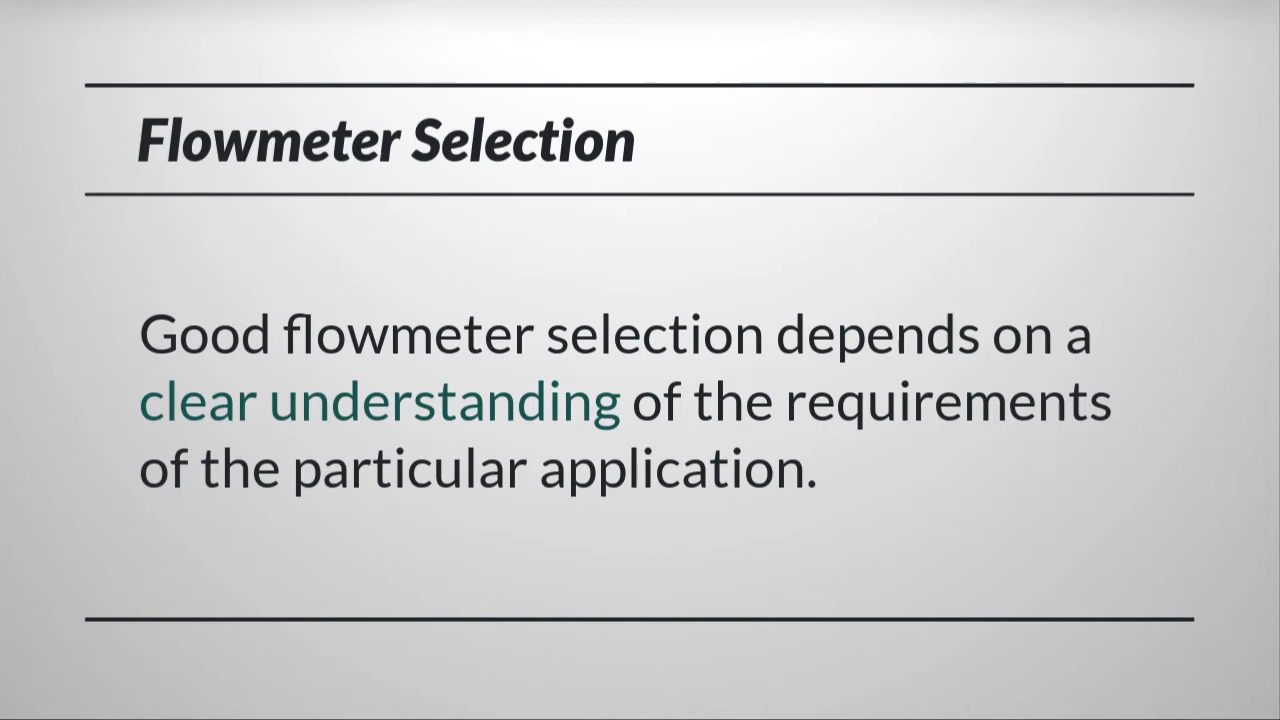 Flowmeter Selection
Good flowmeter selection depends on a
clear understanding of the requirements
of the particular application.